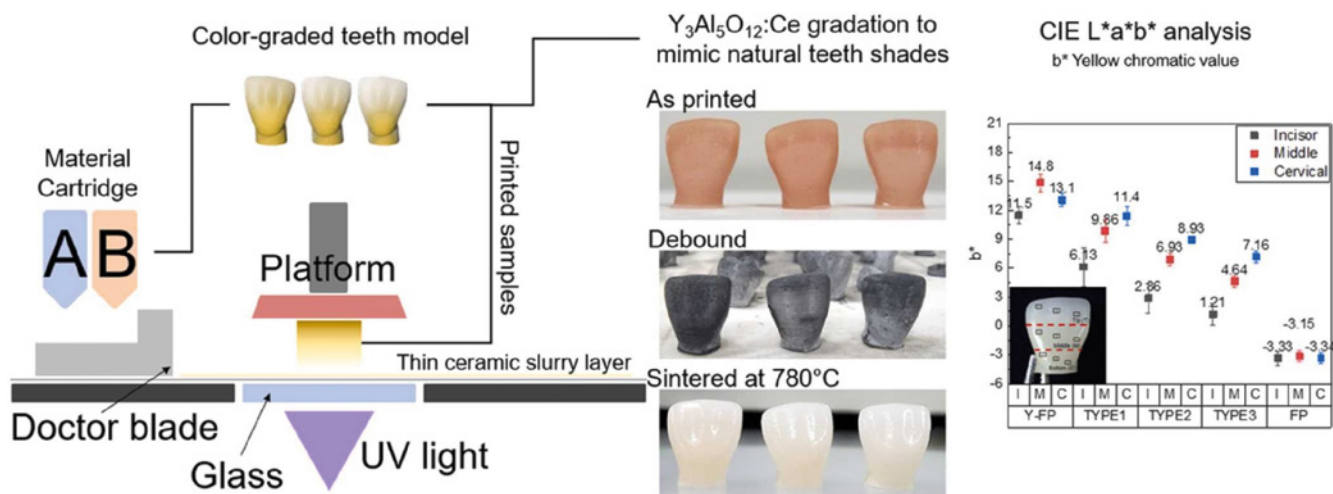 Color-graded teeth model
Material
Cartridge
A B
Platform
Printed samples
Thin ceramic slurry layer
Doctor blade
Glass
UV light
Y₃Al₅O₁₂:Ce gradation to
mimic natural teeth shades
As printed
Debound
Sintered at 780°C
CIE L*a*b* analysis
b* Yellow chromatic value
b*
21
18
15
12
9
6
3
0
-3
-6
Incisor
Middle
Cervical
11.5
14.8
13.1
6.13
9.86
11.4
2.86
6.93
8.93
1.21
4.64
7.16
-3.33
-3.15
-3.34
I M C I M C I M C I M C I M C
Y-FP TYPE1 TYPE2 TYPE3 FP